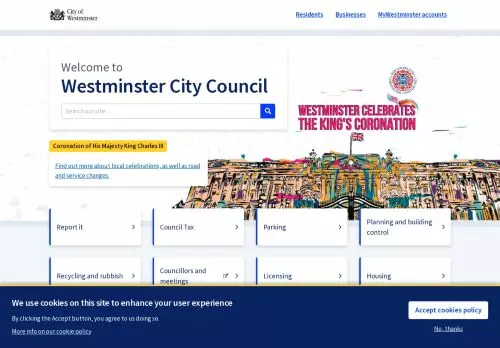 City of
Westminster
Residents
Businesses
MyWestminster accounts
Welcome to
Westminster City Council
Search our site
WESTMINSTER CELEBRATES
THE KING'S CORONATION
Coronation of His Majesty King Charles III
Find out more about local celebrations, as well as road
and service changes.
Report it
Council Tax
Parking
Planning and building
control
Recycling and rubbish
Councillors and
meetings
Licensing
Housing
We use cookies on this site to enhance your user experience
By clicking the Accept button, you agree to us doing so.
More info on our cookie policy
Accept cookies policy
No, thanks